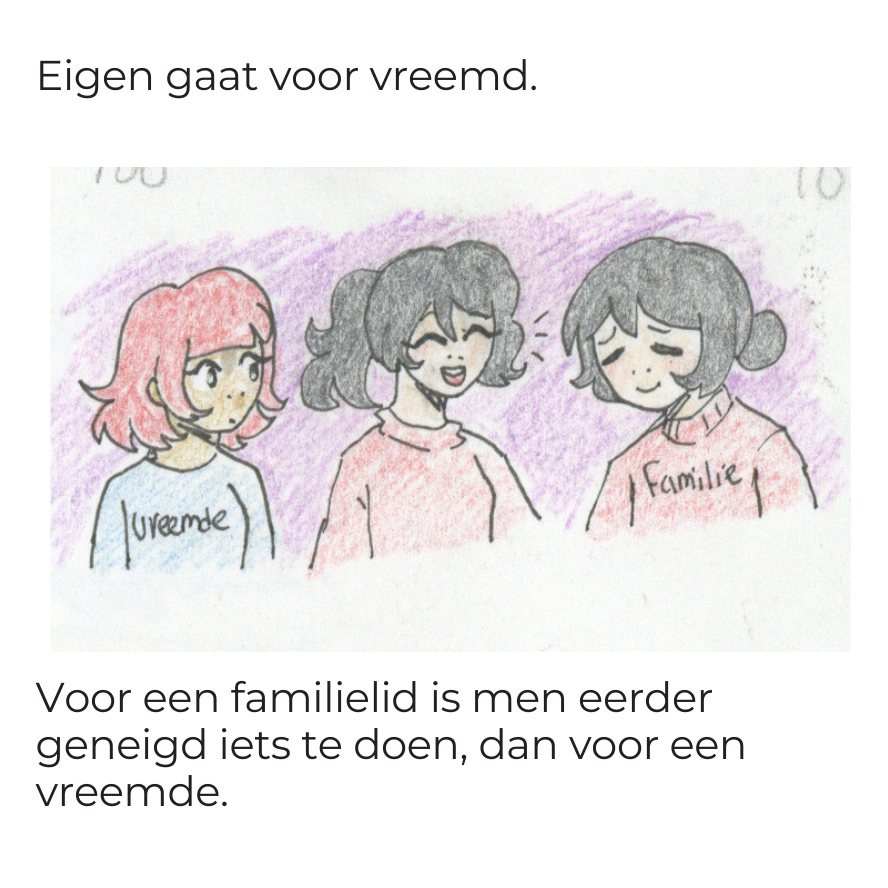 Eigen gaat voor vreemd.
vreemde
Familie
Voor een familielid is men eerder
geneigd iets te doen, dan voor een
vreemde.